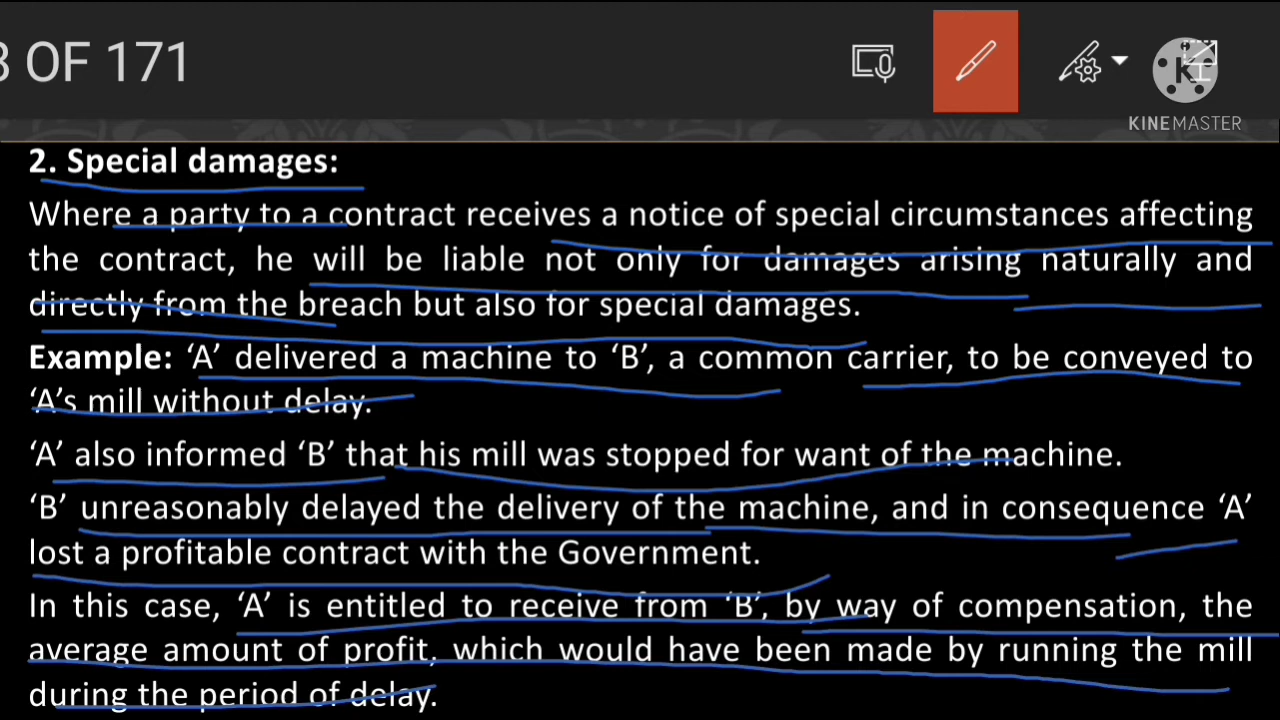 8 OF 171
KINEMASTER
2. Special damages:
Where a party to a contract receives a notice of special circumstances affecting
the contract, he will be liable not only for damages arising naturally and
directly from the breach but also for special damages.
Example: ‘A’ delivered a machine to ‘B’, a common carrier, to be conveyed to
‘A’s mill without delay.
‘A’ also informed ‘B’ that his mill was stopped for want of the machine.
‘B’ unreasonably delayed the delivery of the machine, and in consequence ‘A’
lost a profitable contract with the Government.
In this case, ‘A’ is entitled to receive from ‘B’, by way of compensation, the
average amount of profit, which would have been made by running the mill
during the period of delay.